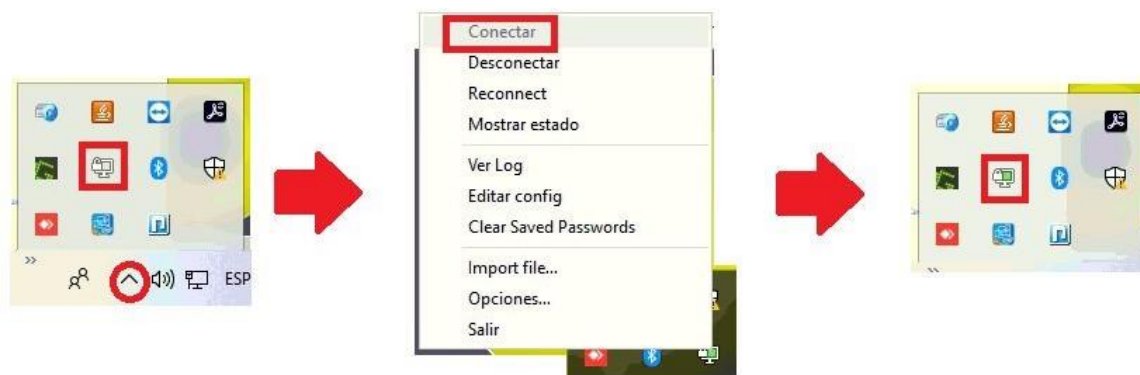 ESP
Conectar
Desconectar
Reconnect
Mostrar estado
Ver Log
Editar config
Clear Saved Passwords
Import file...
Opciones...
Salir